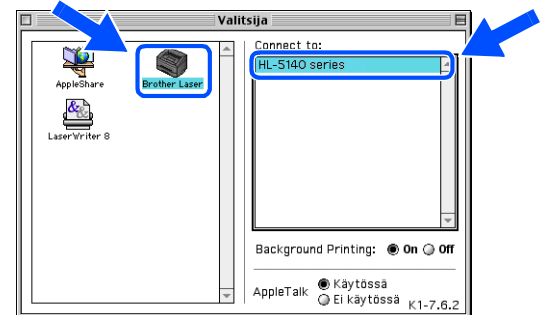 Valitsija
AppleShare
Brother Laser
LaserWriter 8
Connect to:
HL-5140 series
Background Printing: On Off
AppleTalk Käytössä
Ei käytössä
K1-7.6.2